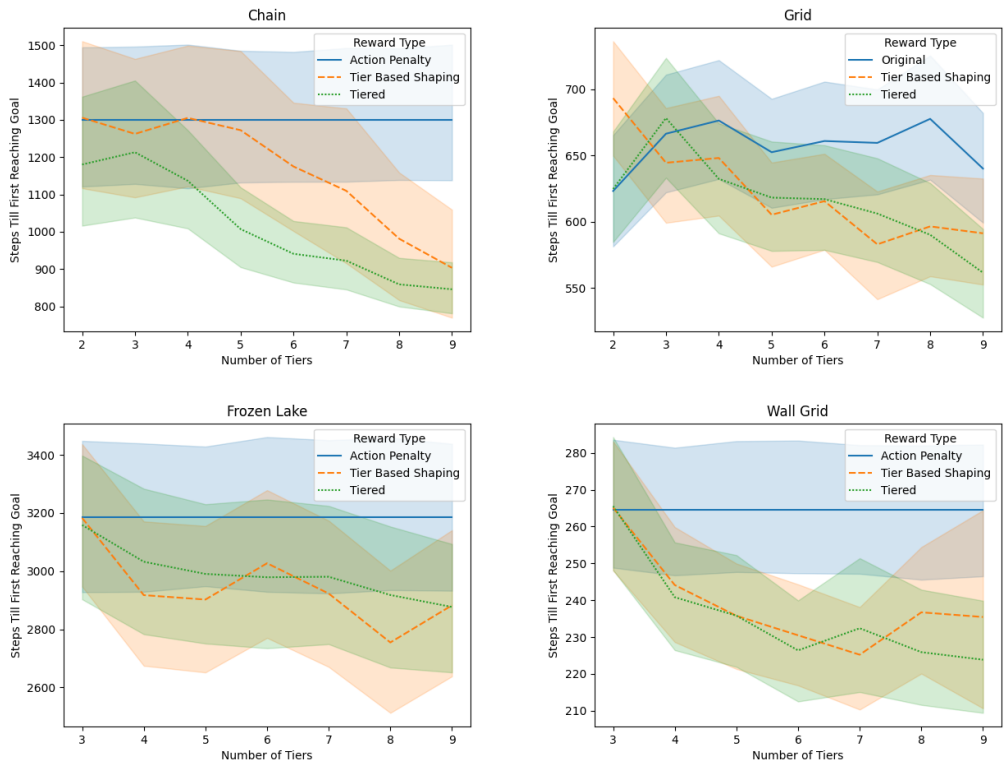 Chain
Steps Till First Reaching Goal
1500
1400
1300
1200
1100
1000
900
800
Reward Type
Action Penalty
Tier Based Shaping
Tiered
2 3 4 5 6 7 8 9
Number of Tiers
Grid
Steps Till First Reaching Goal
700
650
600
550
Reward Type
Original
Tier Based Shaping
Tiered
2 3 4 5 6 7 8 9
Number of Tiers
Frozen Lake
Steps Till First Reaching Goal
3400
3200
3000
2800
2600
Reward Type
Action Penalty
Tier Based Shaping
Tiered
3 4 5 6 7 8 9
Number of Tiers
Wall Grid
Steps Till First Reaching Goal
280
270
260
250
240
230
220
210
Reward Type
Action Penalty
Tier Based Shaping
Tiered
3 4 5 6 7 8 9
Number of Tiers